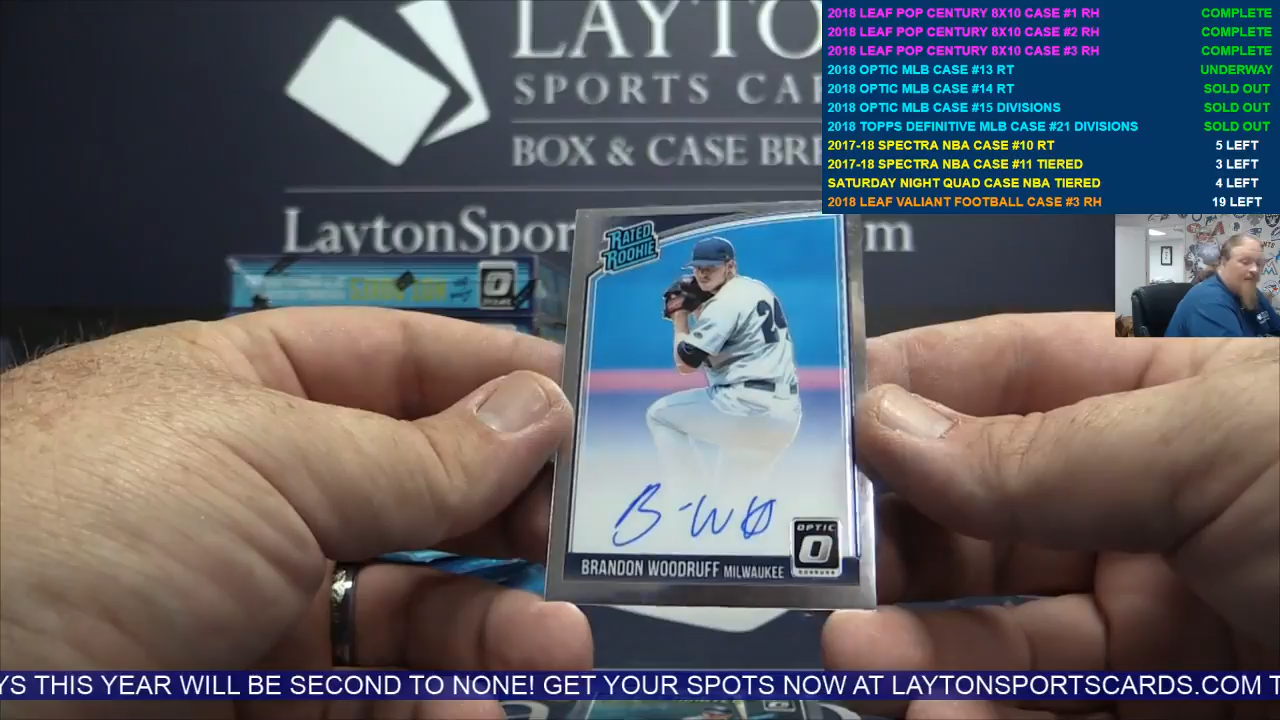 LAYTO
SPORTS CA
BOX & CASE BRE
LaytonSpor
m
2018 LEAF POP CENTURY 8X10 CASE #1 RH COMPLETE
2018 LEAF POP CENTURY 8X10 CASE #2 RH COMPLETE
2018 LEAF POP CENTURY 8X10 CASE #3 RH COMPLETE
2018 OPTIC MLB CASE #13 RT UNDERWAY
2018 OPTIC MLB CASE #14 RT SOLD OUT
2018 OPTIC MLB CASE #15 DIVISIONS SOLD OUT
2018 TOPPS DEFINITIVE MLB CASE #21 DIVISIONS SOLD OUT
2017-18 SPECTRA NBA CASE #10 RT 5 LEFT
2017-18 SPECTRA NBA CASE #11 TIERED 3 LEFT
SATURDAY NIGHT QUAD CASE NBA TIERED 4 LEFT
2018 LEAF VALIANT FOOTBALL CASE #3 RH 19 LEFT
RATED
ROOKIE
OPTIC
O
DONRUSS
BRANDON WOODRUFF MILWAUKEE
YS THIS YEAR WILL BE SECOND TO NONE! GET YOUR SPOTS NOW AT LAYTONSPORTSCARDS.COM T